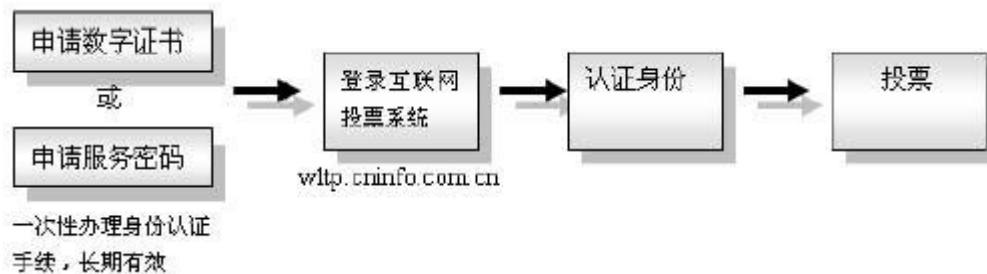 申请数字证书
或
申请服务密码
一次性办理身份认证
手续，长期有效
登录互联网
投票系统
wltp.cninfo.com.cn
认证身份
投票